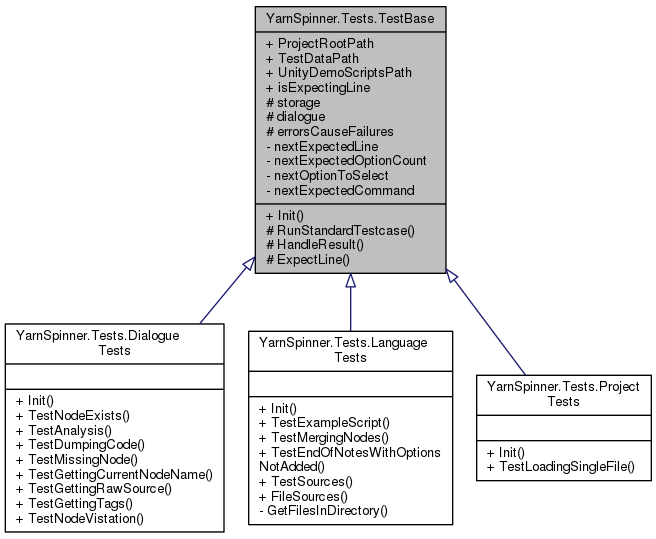 YarnSpinner.Tests.TestBase
+ ProjectRootPath
+ TestDataPath
+ UnityDemoScriptsPath
+ isExpectingLine
# storage
# dialogue
# errorsCauseFailures
- nextExpectedLine
- nextExpectedOptionCount
- nextOptionToSelect
- nextExpectedCommand
+ Init()
# RunStandardTestcase()
# HandleResult()
# ExpectLine()
YarnSpinner.Tests.Dialogue
Tests
+ Init()
+ TestNodeExists()
+ TestAnalysis()
+ TestDumpingCode()
+ TestMissingNode()
+ TestGettingCurrentNodeName()
+ TestGettingRawSource()
+ TestGettingTags()
+ TestNodeVistation()
YarnSpinner.Tests.Language
Tests
+ Init()
+ TestExampleScript()
+ TestMergingNodes()
+ TestEndOfNotesWithOptions
NotAdded()
+ TestSources()
+ FileSources()
- GetFilesInDirectory()
YarnSpinner.Tests.Project
Tests
+ Init()
+ TestLoadingSingleFile()